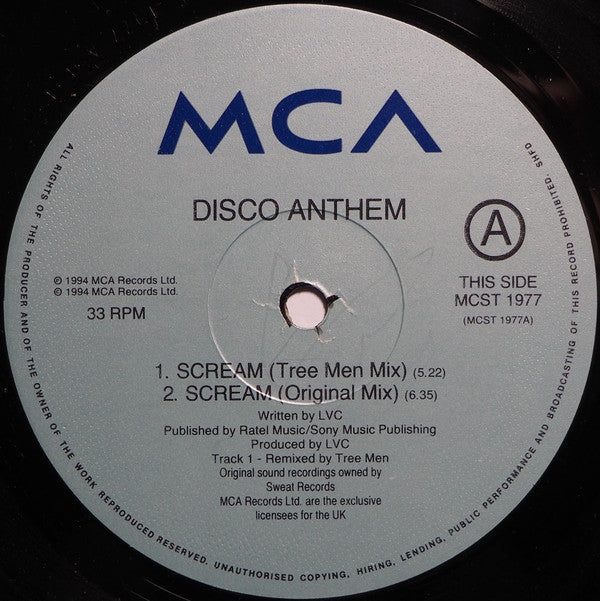 MCA
DISCO ANTHEM
A
℗ 1994 MCA Records Ltd.
© 1994 MCA Records Ltd.
33 RPM
THIS SIDE
MCST 1977
(MCST 1977A)
1. SCREAM (Tree Men Mix) (5.22)
2. SCREAM (Original Mix) (6.35)
Written by LVC
Published by Ratel Music/Sony Music Publishing
Produced by LVC
Track 1 - Remixed by Tree Men
Original sound recordings owned by
Sweat Records
MCA Records Ltd. are the exclusive
licensees for the UK
ALL RIGHTS OF THE PRODUCER AND OF THE OWNER OF THE WORK REPRODUCED RESERVED. UNAUTHORISED COPYING, HIRING, LENDING, PUBLIC PERFORMANCE AND BROADCASTING OF THIS RECORD PROHIBITED. SHFD